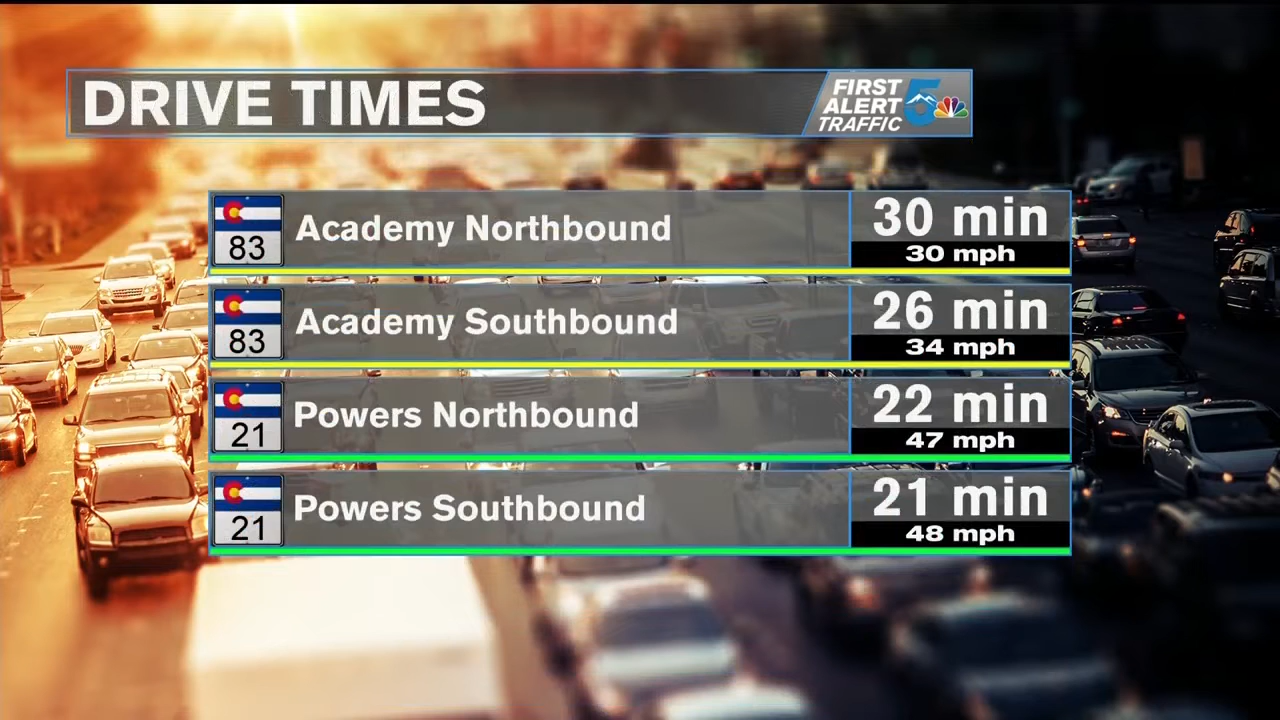 DRIVE TIMES
FIRST
ALERT
TRAFFIC
5
83
Academy Northbound
30 min
30 mph
83
Academy Southbound
26 min
34 mph
21
Powers Northbound
22 min
47 mph
21
Powers Southbound
21 min
48 mph